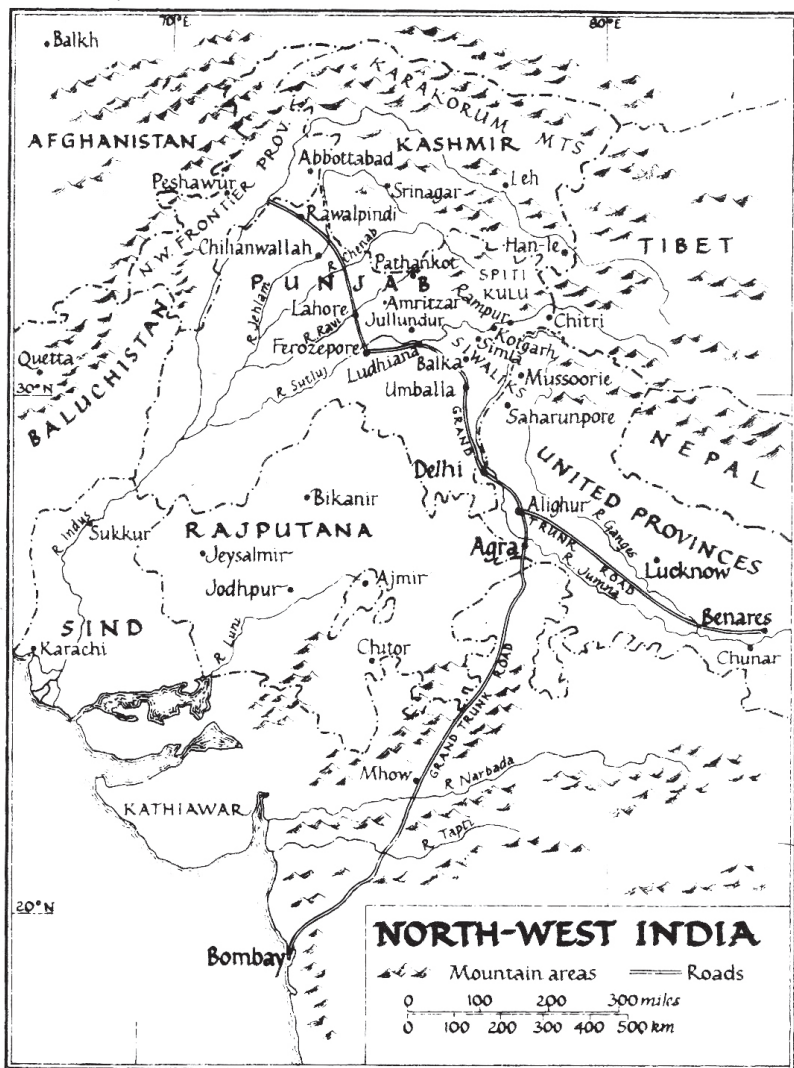 70°E
80°E
Balkh
KARAKORUM MTS
AFGHANISTAN
N.W. FRONTIER PROV.
KASHMIR
Abbottabad
Peshawur
Srinagar
Leh
Rawalpindi
TIBET
Chilianwallah
Han-le
R Chenab
Pathankot
SPITI
PUNJAB
KULU
R Jehlam
Lahore
Amritzar
Rampur
Chitri
R Ravi
Jullundur
Kotgarh
Ferozepore
Simla
Quetta
Ludhiana
Balka
SIWALIKS
Mussoorie
30°N
R Sutluj
Umballa
BALUCHISTAN
Saharunpore
GRAND
NEPAL
Delhi
UNITED PROVINCES
Bikanir
Alighur
R Ganges
R Indus
Sukkur
RAJPUTANA
TRUNK
Jeysalmir
Agra
ROAD
Lucknow
R Jumna
Jodhpur
Ajmir
Benares
SIND
R Luni
Karachi
Chitor
Chunar
GRAND TRUNK ROAD
Mhow
R Narbada
KATHIAWAR
R Tapti
20°N
Bombay
NORTH-WEST INDIA
Mountain areas
Roads
0 100 200 300 miles
0 100 200 300 400 500 km